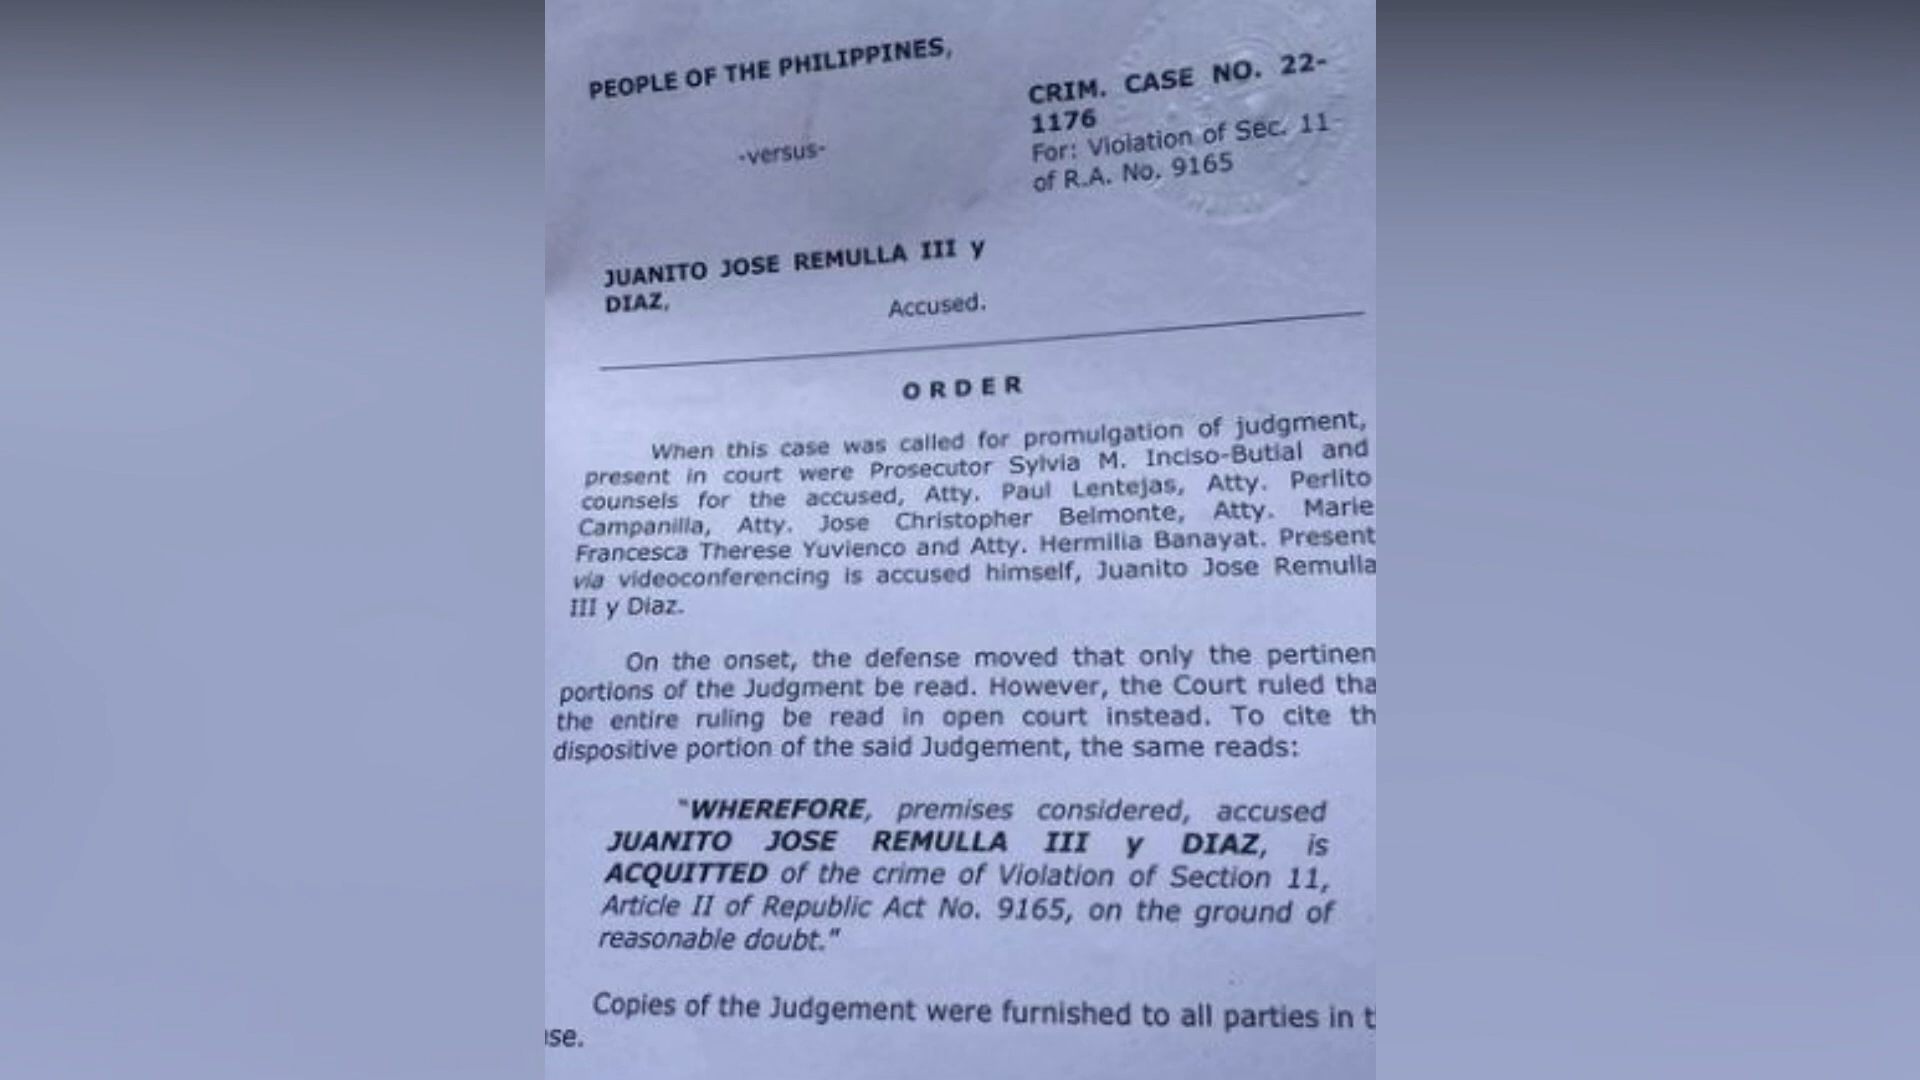 PEOPLE OF THE PHILIPPINES,
CRIM. CASE NO. 22-
1176
For: Violation of Sec. 11
of R.A. No. 9165
-versus-
JUANITO JOSE REMULLA III y
DIAZ,
Accused.
ORDER
When this case was called for promulgation of judgment,
present in court were Prosecutor Sylvia M. Inciso-Butial and
counsels for the accused, Atty. Paul Lentejas, Atty. Perlito
Campanilla, Atty. Jose Christopher Belmonte, Atty. Marie
Francesca Therese Yuvienco and Atty. Hermilia Banayat. Present
via videoconferencing is accused himself, Juanito Jose Remulla
III y Diaz.
On the onset, the defense moved that only the pertinen
portions of the Judgment be read. However, the Court ruled tha
the entire ruling be read in open court instead. To cite th
dispositive portion of the said Judgement, the same reads:
"WHEREFORE, premises considered, accused
JUANITO JOSE REMULLA III y DIAZ, is
ACQUITTED of the crime of Violation of Section 11,
Article II of Republic Act No. 9165, on the ground of
reasonable doubt."
Copies of the Judgement were furnished to all parties in t
se.